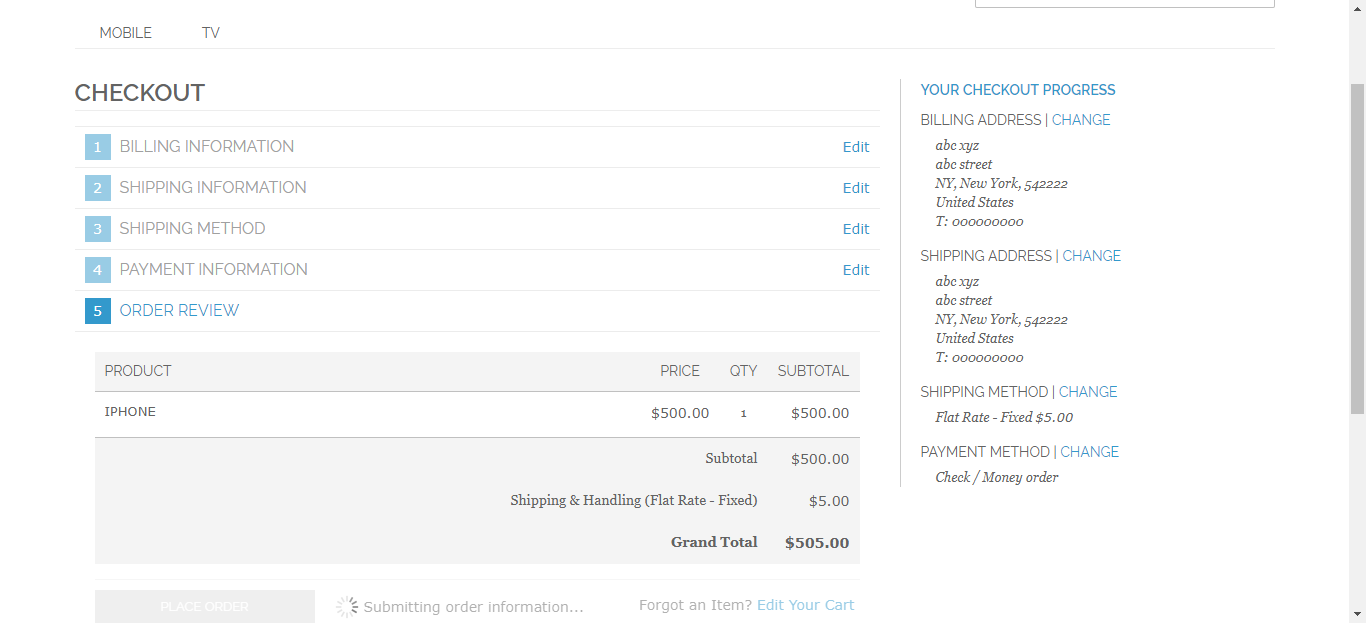 MOBILE TV
CHECKOUT
1 BILLING INFORMATION Edit
2 SHIPPING INFORMATION Edit
3 SHIPPING METHOD Edit
4 PAYMENT INFORMATION Edit
5 ORDER REVIEW
PRODUCT PRICE QTY SUBTOTAL
IPHONE $500.00 1 $500.00
Subtotal $500.00
Shipping & Handling (Flat Rate - Fixed) $5.00
Grand Total $505.00
PLACE ORDER Submitting order information... Forgot an Item? Edit Your Cart
YOUR CHECKOUT PROGRESS
BILLING ADDRESS | CHANGE
abc xyz
abc street
NY, New York, 542222
United States
T: 000000000
SHIPPING ADDRESS | CHANGE
abc xyz
abc street
NY, New York, 542222
United States
T: 000000000
SHIPPING METHOD | CHANGE
Flat Rate - Fixed $5.00
PAYMENT METHOD | CHANGE
Check / Money order